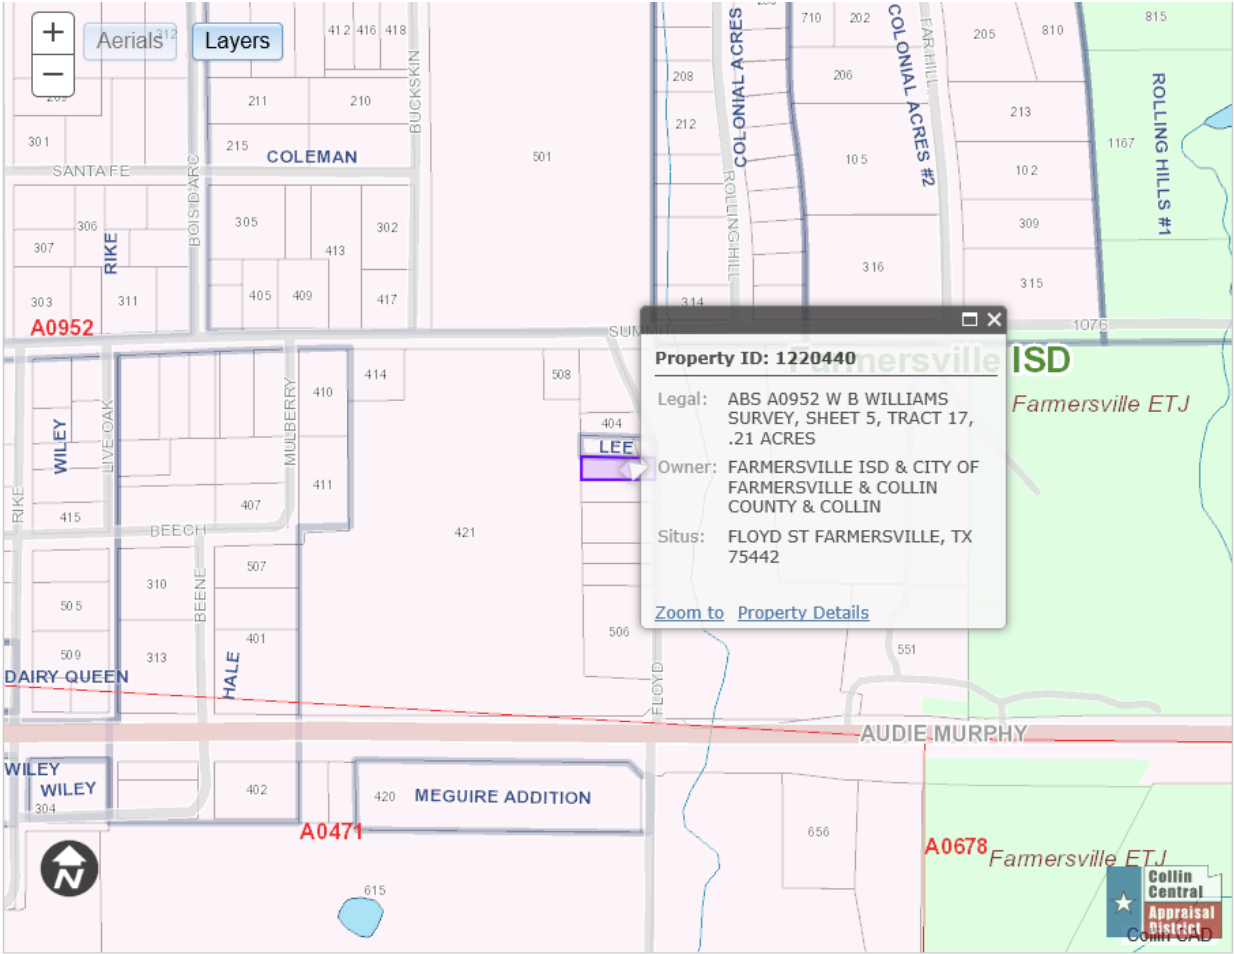 +
Aerials
Layers
−
312
412
416
418
BUCKSKIN
710
202
815
205
810
COLONIAL ACRES
COLONIAL ACRES #2
FAR HILL
ROLLING HILLS #1
208
206
211
210
212
213
301
215
COLEMAN
501
105
102
1167
SANTA FE
BOIS D'ARC
ROLLING HILL
306
305
302
307
RIKE
413
309
316
315
303
311
405
409
417
314
A0952
SUMMIT
1076
Farmersville ISD
Farmersville ETJ
Property ID: 1220440
Legal: ABS A0952 W B WILLIAMS
SURVEY, SHEET 5, TRACT 17,
.21 ACRES
Owner: FARMERSVILLE ISD & CITY OF
FARMERSVILLE & COLLIN
COUNTY & COLLIN
Situs: FLOYD ST FARMERSVILLE, TX
75442
Zoom to Property Details
414
508
410
404
LEE
WILEY
LIVE OAK
MULBERRY
411
407
RIKE
415
BEECH
421
507
310
BEENE
505
506
401
313
509
HALE
551
DAIRY QUEEN
FLOYD
AUDIE MURPHY
WILEY
WILEY
304
402
420
MEGUIRE ADDITION
A0471
656
A0678
Farmersville ETJ
615
N
Collin
Central
Appraisal
District
Collin CAD